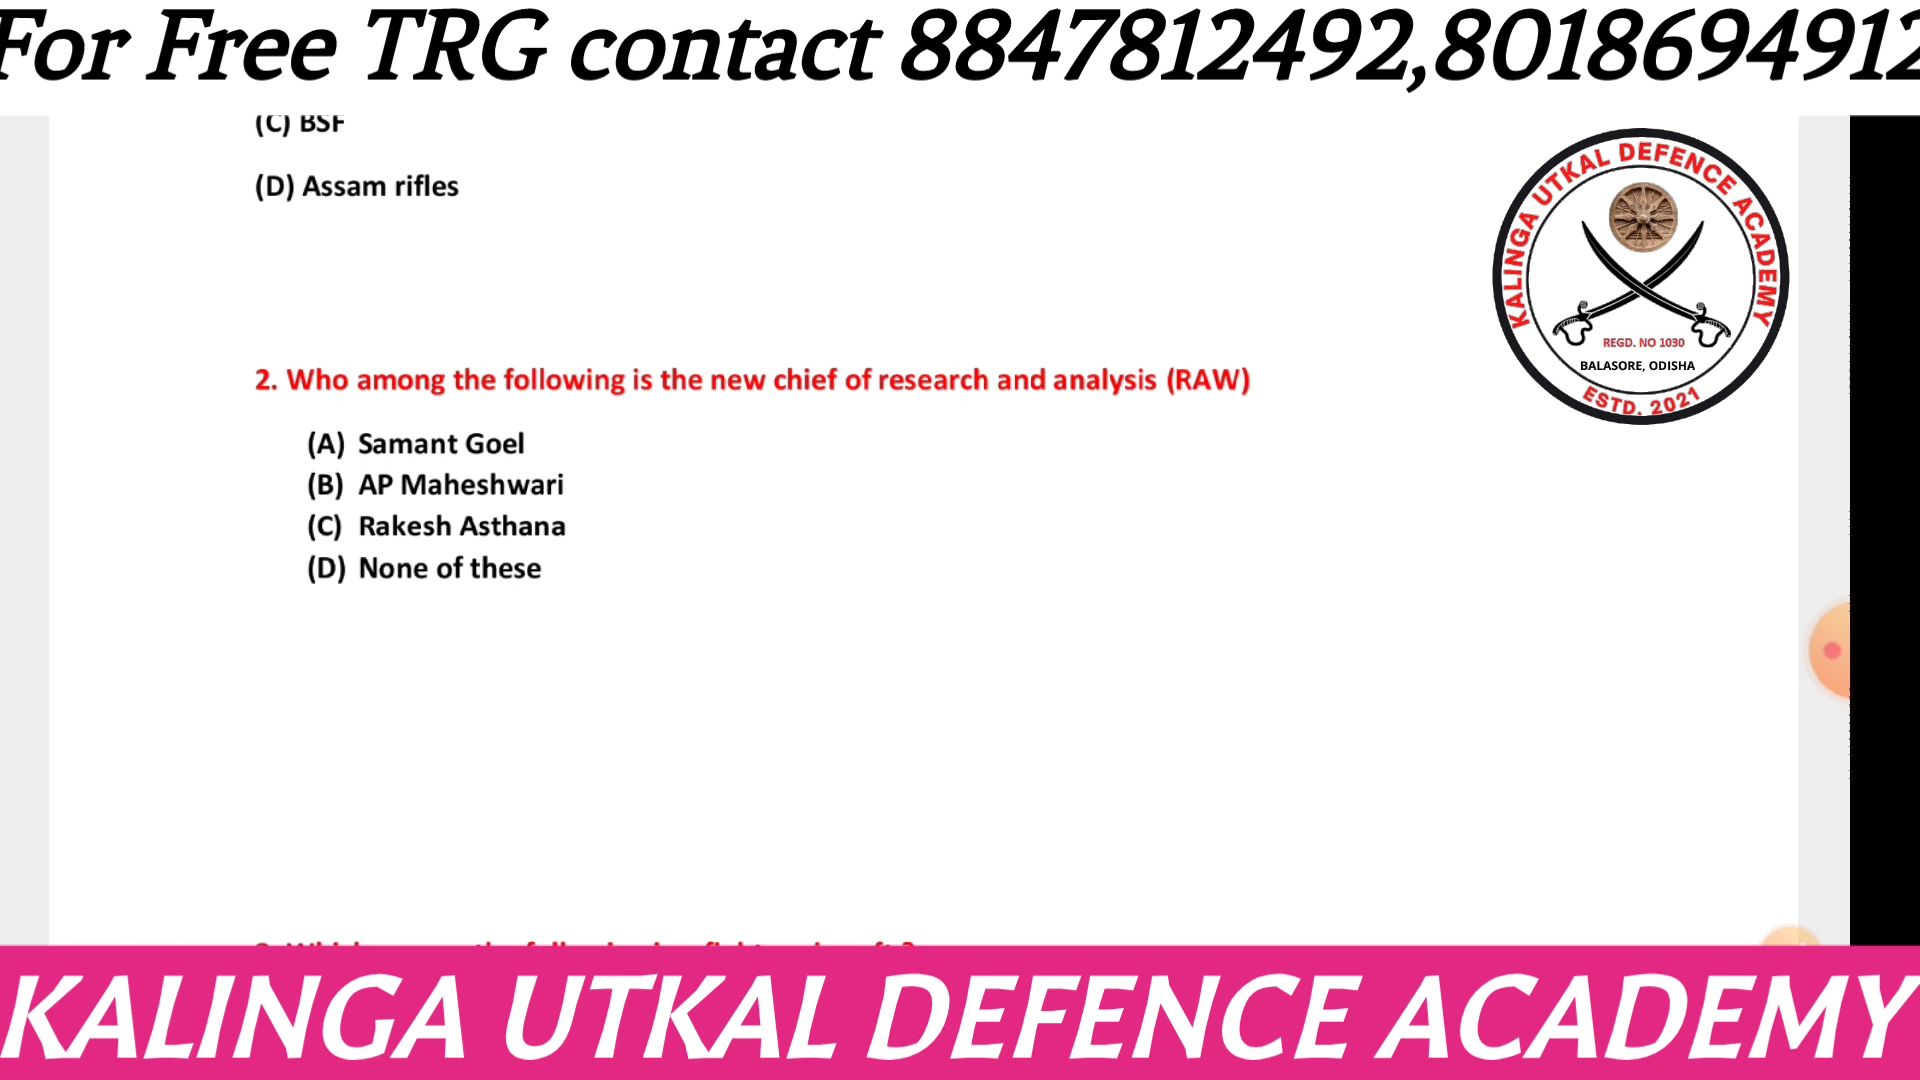 For Free TRG contact 8847812492,8018694912
(C) BSF
(D) Assam rifles
KALINGA UTKAL DEFENCE ACADEMY
REGD. NO 1030
BALASORE, ODISHA
ESTD. 2021
2. Who among the following is the new chief of research and analysis (RAW)
(A) Samant Goel
(B) AP Maheshwari
(C) Rakesh Asthana
(D) None of these
KALINGA UTKAL DEFENCE ACADEMY